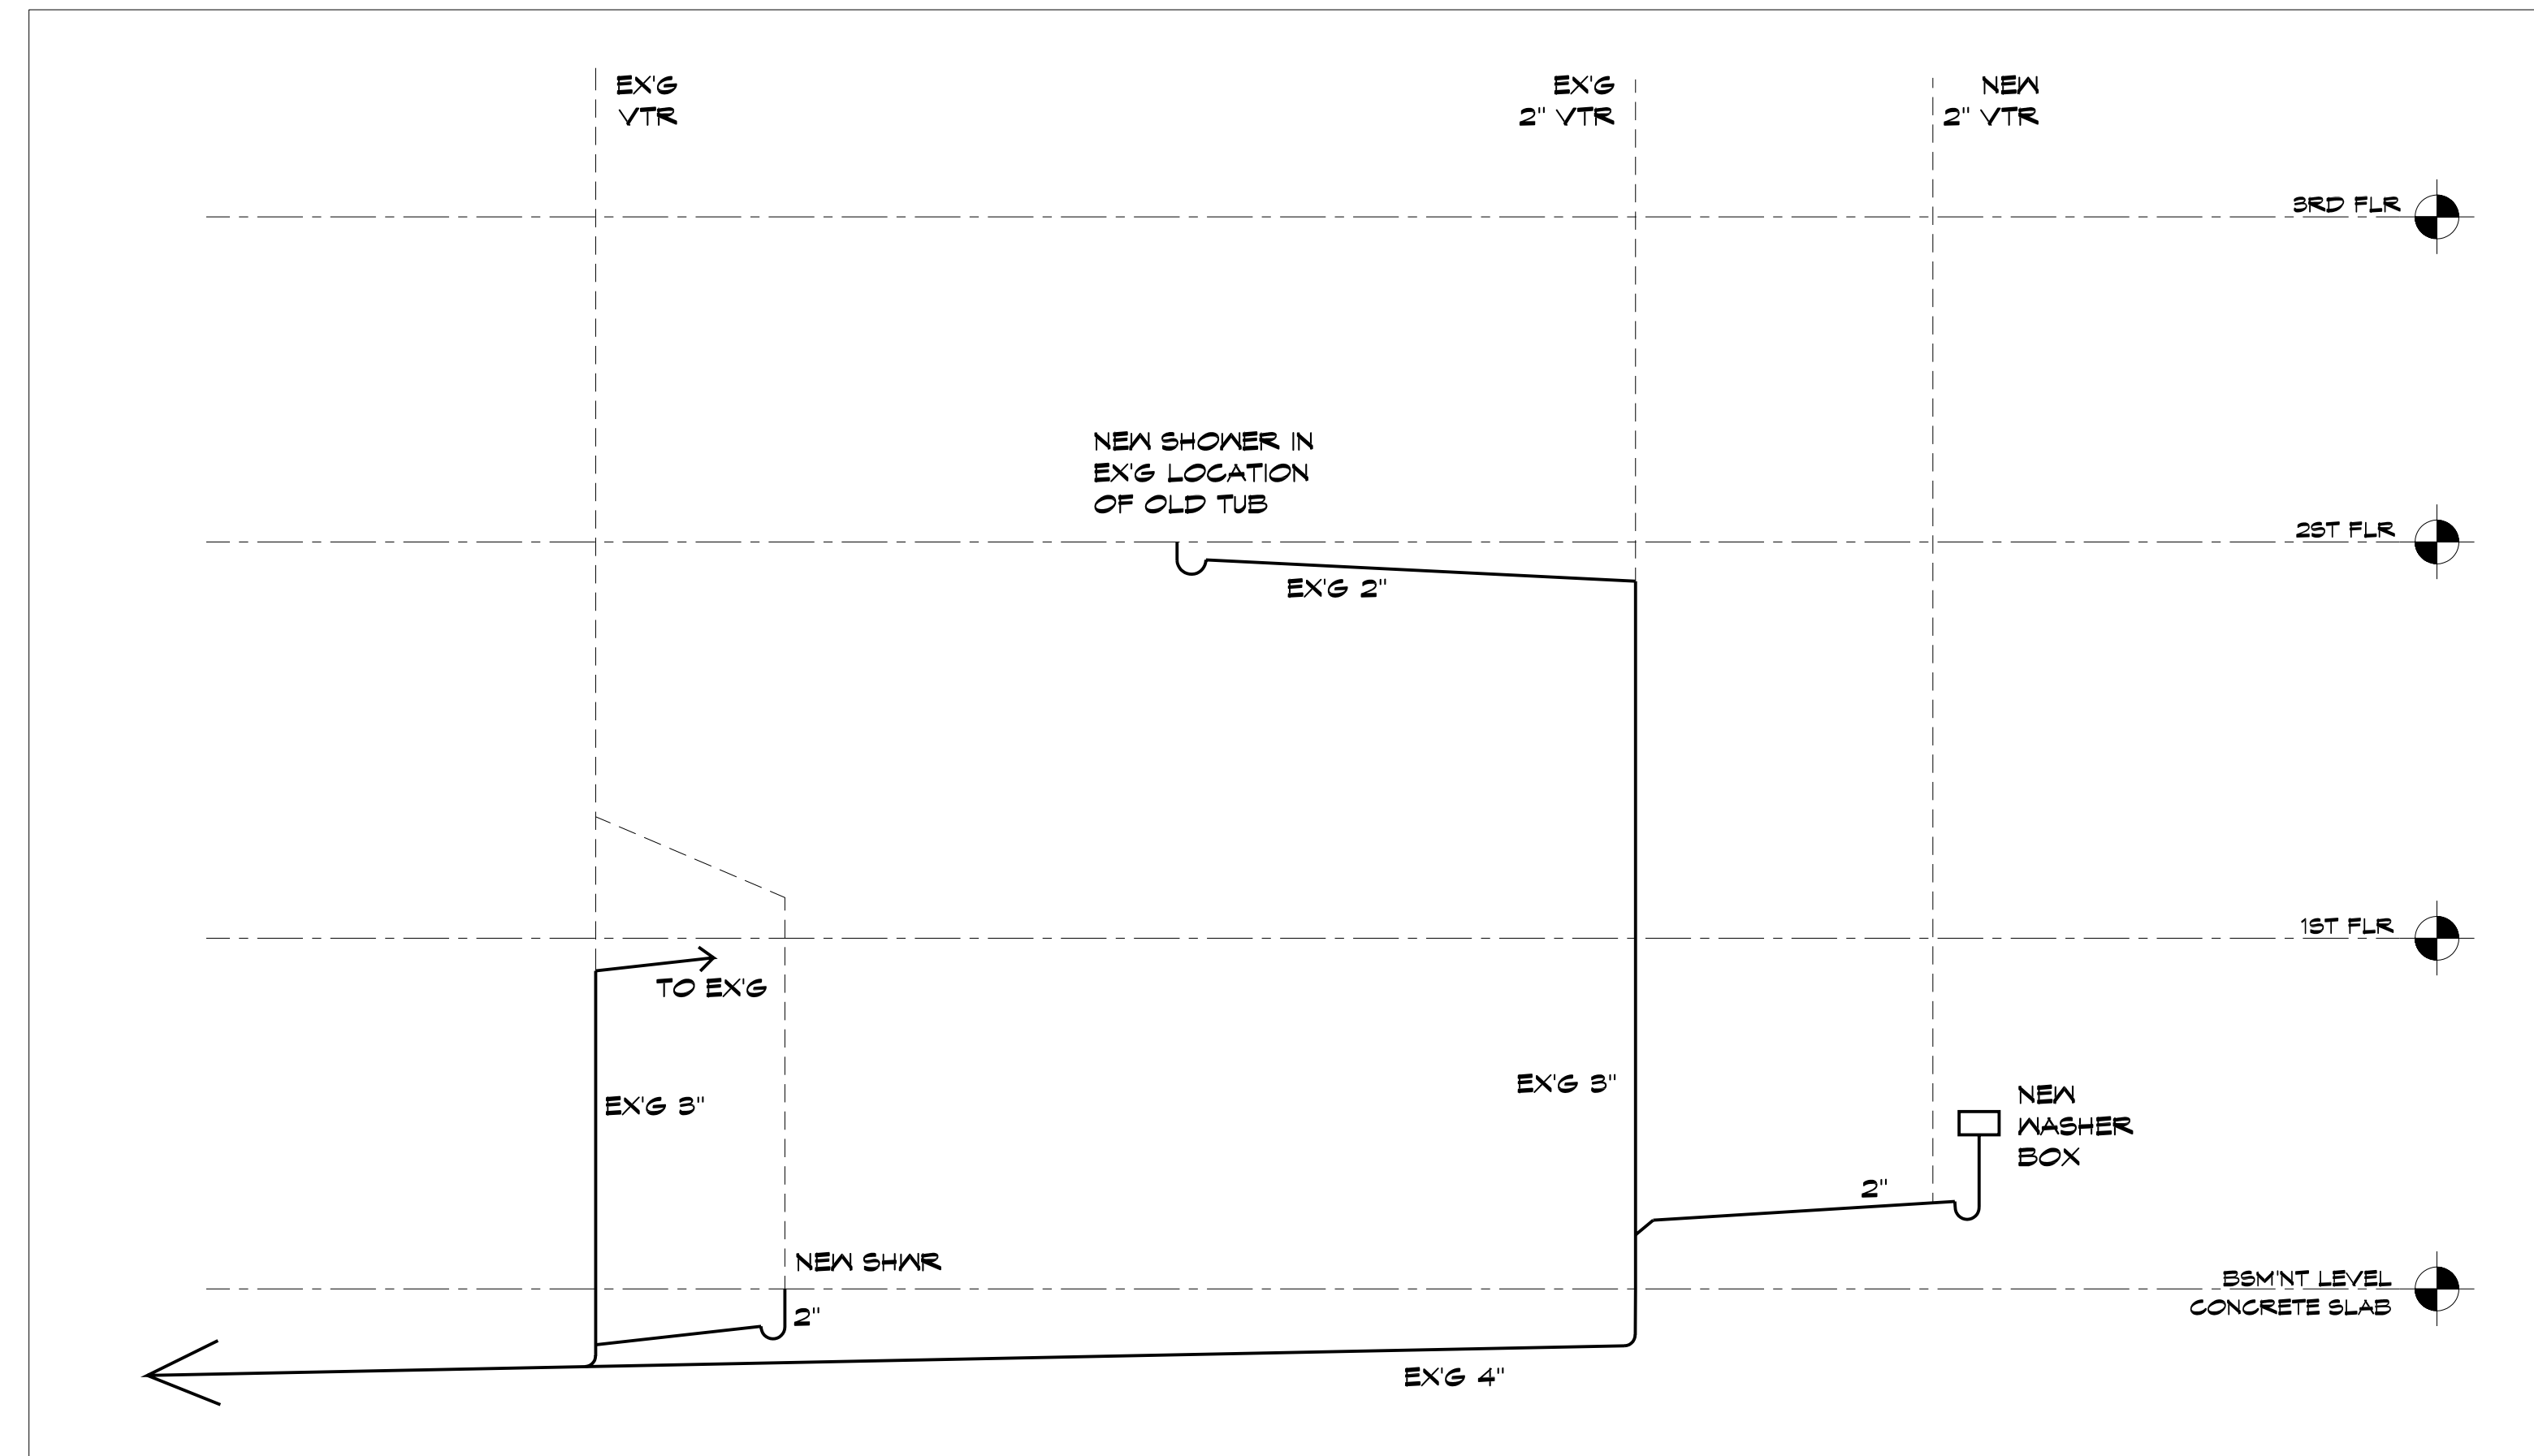 EX'G
VTR
EX'G
2" VTR
NEW
2" VTR
3RD FLR
NEW SHOWER IN
EX'G LOCATION
OF OLD TUB
2ST FLR
EX'G 2"
1ST FLR
TO EX'G
EX'G 3"
EX'G 3"
NEW
WASHER
BOX
2"
NEW SHWR
2"
BSM'NT LEVEL
CONCRETE SLAB
EX'G 4"